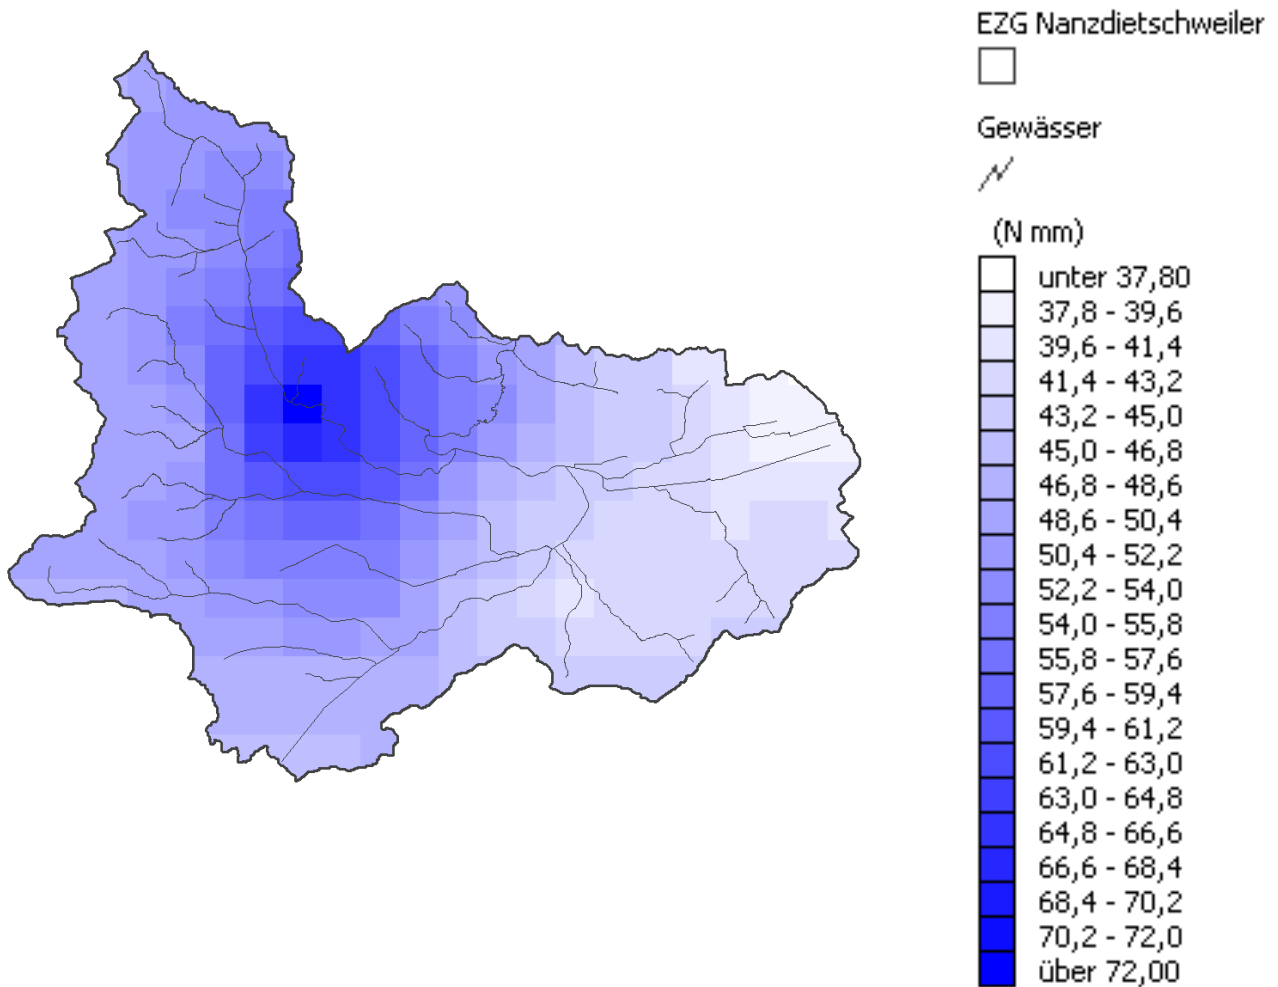 EZG Nanzdietschweiler
Gewässer
(N mm)
unter 37,80
37,8 - 39,6
39,6 - 41,4
41,4 - 43,2
43,2 - 45,0
45,0 - 46,8
46,8 - 48,6
48,6 - 50,4
50,4 - 52,2
52,2 - 54,0
54,0 - 55,8
55,8 - 57,6
57,6 - 59,4
59,4 - 61,2
61,2 - 63,0
63,0 - 64,8
64,8 - 66,6
66,6 - 68,4
68,4 - 70,2
70,2 - 72,0
über 72,00